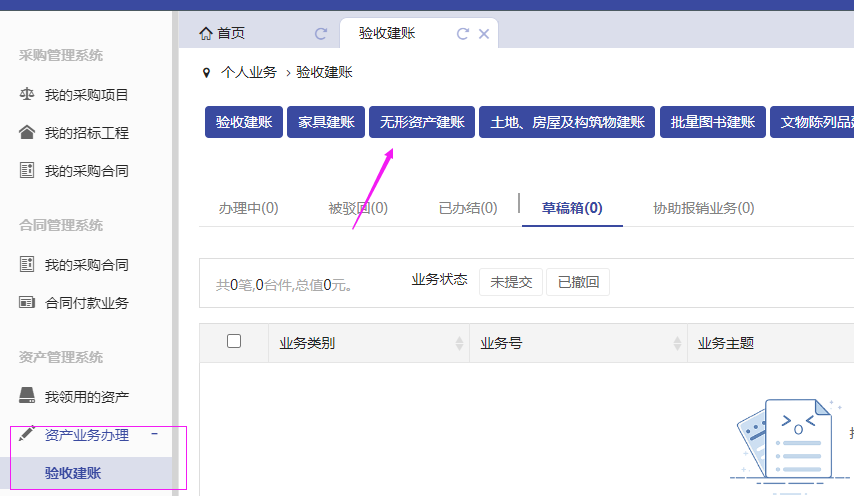 首页
验收建账
采购管理系统
我的采购项目
我的招标工程
我的采购合同
合同管理系统
我的采购合同
合同付款业务
资产管理系统
我领用的资产
资产业务办理 -
验收建账
个人业务 › 验收建账
验收建账 家具建账 无形资产建账 土地、房屋及构筑物建账 批量图书建账 文物陈列品
办理中(0) 被驳回(0) 已办结(0) 草稿箱(0) 协助报销业务(0)
共0笔,0台件,总值0元。 业务状态 未提交 已撤回
业务类别 业务号 业务主题